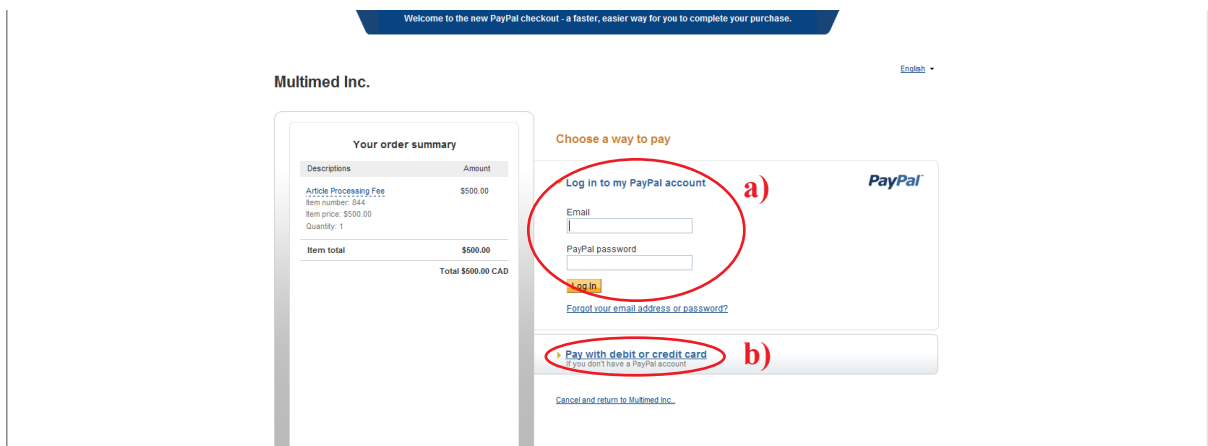 Welcome to the new PayPal checkout - a faster, easier way for you to complete your purchase.
English
Multimed Inc.
Your order summary
Descriptions Amount
Article Processing Fee $500.00
Item number: 844
Item price: $500.00
Quantity: 1
Item total $500.00
Total $500.00 CAD
Choose a way to pay
Log in to my PayPal account a)
PayPal
Email
PayPal password
Log In
Forgot your email address or password?
Pay with debit or credit card b)
If you don't have a PayPal account
Cancel and return to Multimed Inc..